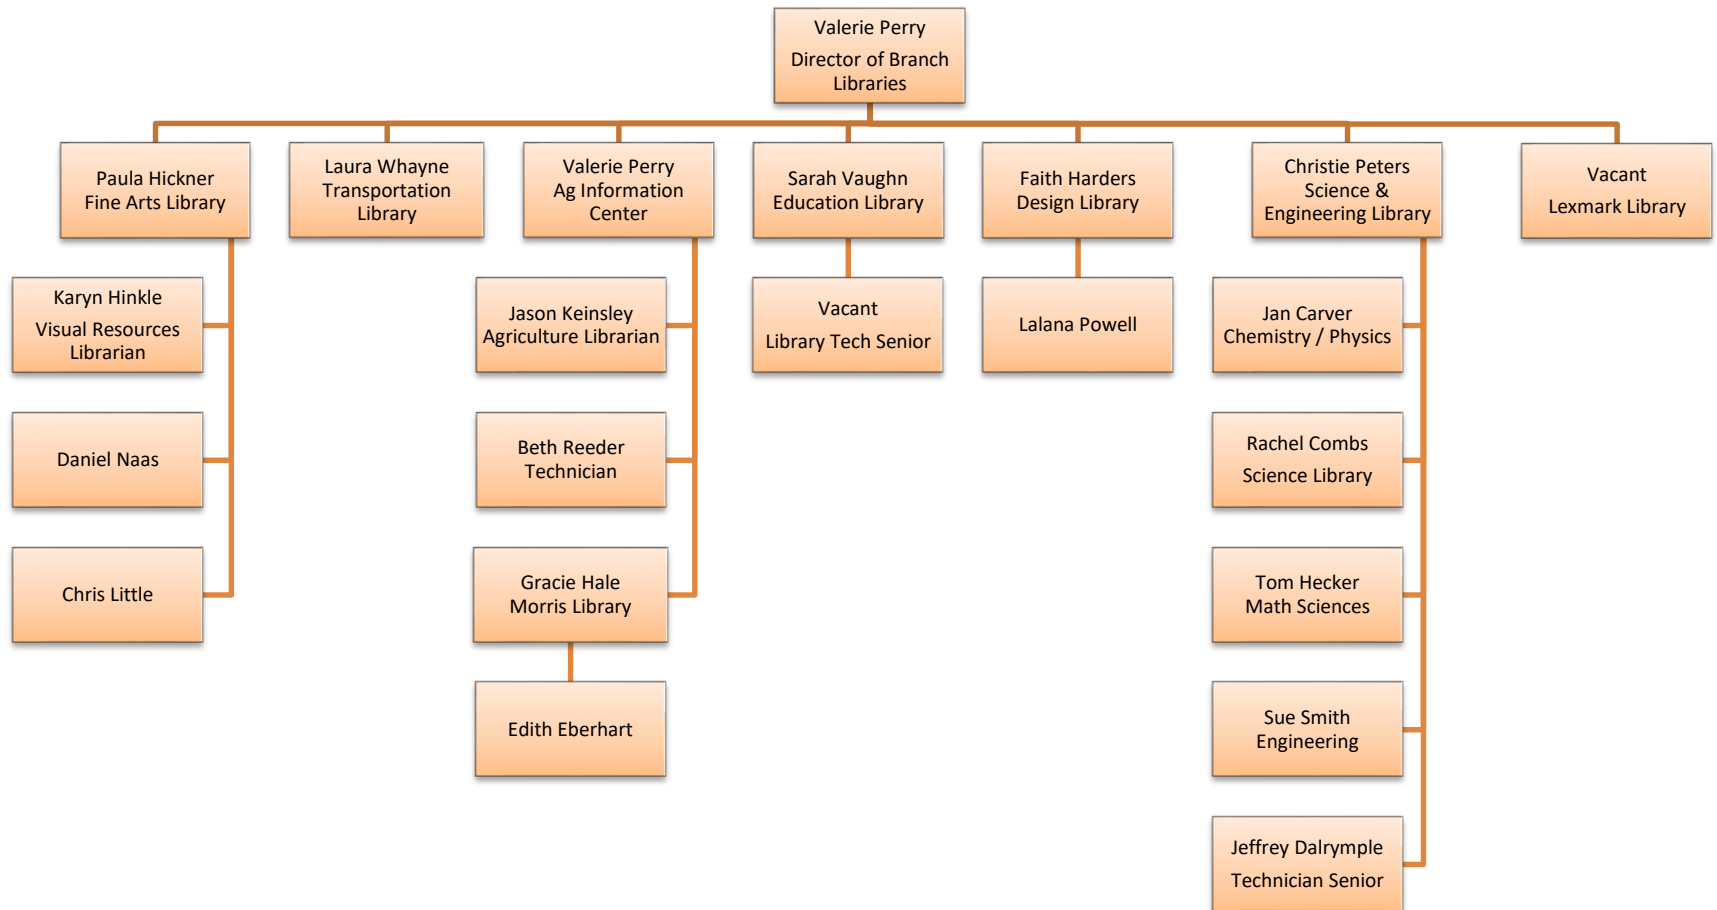 Valerie Perry
Director of Branch
Libraries
Paula Hickner
Fine Arts Library
Laura Whayne
Transportation
Library
Valerie Perry
Ag Information
Center
Sarah Vaughn
Education Library
Faith Harders
Design Library
Christie Peters
Science &
Engineering Library
Vacant
Lexmark Library
Karyn Hinkle
Visual Resources
Librarian
Jason Keinsley
Agriculture Librarian
Vacant
Library Tech Senior
Lalana Powell
Jan Carver
Chemistry / Physics
Daniel Naas
Beth Reeder
Technician
Rachel Combs
Science Library
Chris Little
Gracie Hale
Morris Library
Tom Hecker
Math Sciences
Edith Eberhart
Sue Smith
Engineering
Jeffrey Dalrymple
Technician Senior